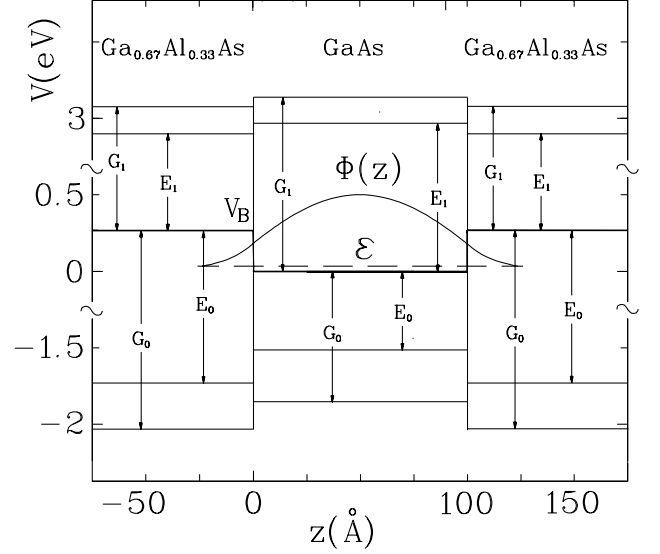 Ga₀.₆₇Al₀.₃₃As GaAs Ga₀.₆₇Al₀.₃₃As
V(eV)
3
G₁ E₁ G₁ E₁ G₁ E₁
Φ(z)
0.5
V_B
ε
0
E₀ E₀ E₀
G₀ G₀ G₀
−1.5
−2
−50 0 50 100 150
z(Å)